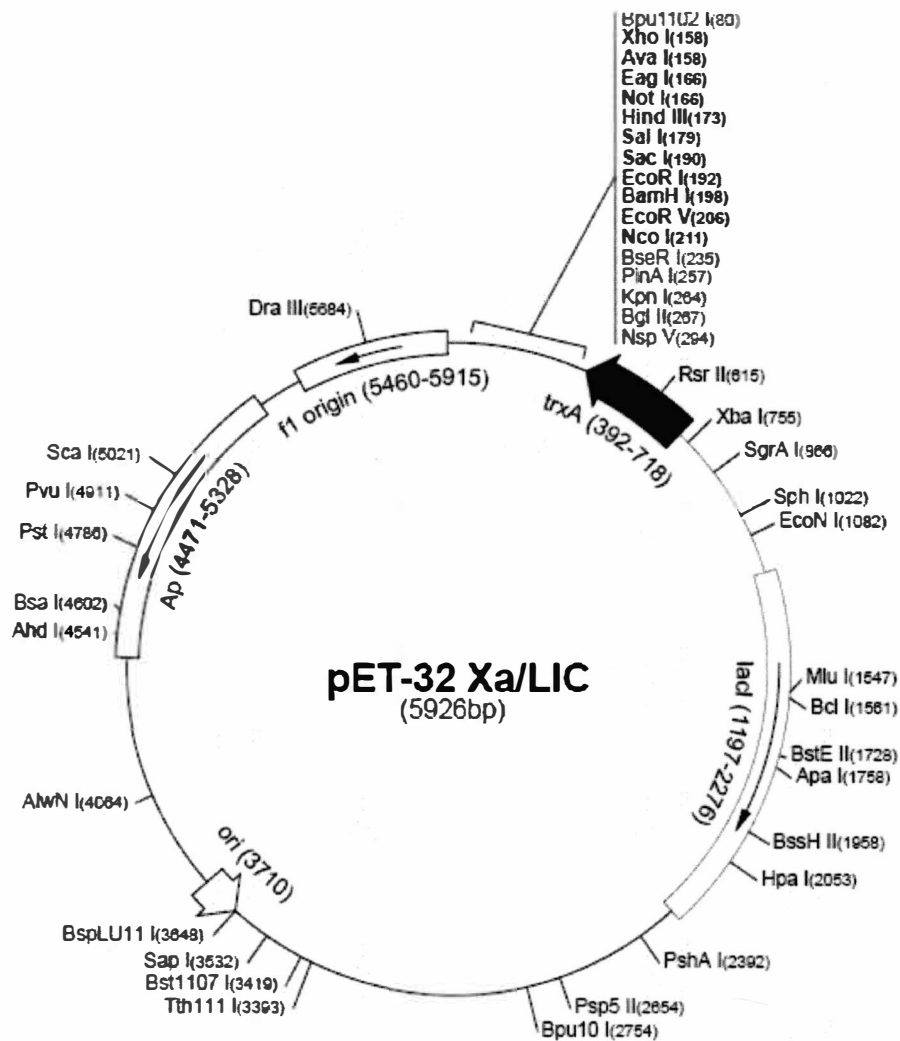 Bpu1102 I(80)
Xho I(158)
Ava I(158)
Eag I(166)
Not I(166)
Hind III(173)
Sal I(179)
Sac I(190)
EcoR I(192)
BamH I(198)
EcoR V(206)
Nco I(211)
BseR I(235)
PinA I(257)
Kpn I(264)
Bgl II(267)
Nsp V(294)
Dra III(5684)
f1 origin (5460-5915)
trxA (392-718)
Rsr II(615)
Xba I(755)
SgrA I(966)
Sph I(1022)
EcoN I(1082)
Sca I(5021)
Pvu I(4911)
Pst I(4786)
Bsa I(4602)
Ahd I(4541)
Ap (4471-5328)
pET-32 Xa/LIC
(5926bp)
lacI (1197-2276)
Mlu I(1547)
Bcl I(1561)
BstE II(1728)
Apa I(1758)
BssH II(1958)
Hpa I(2053)
AlwN I(4064)
ori (3710)
BspLU11 I(3648)
Sap I(3532)
Bst1107 I(3419)
Tth111 I(3393)
PshA I(2392)
Psp5 II(2654)
Bpu10 I(2754)